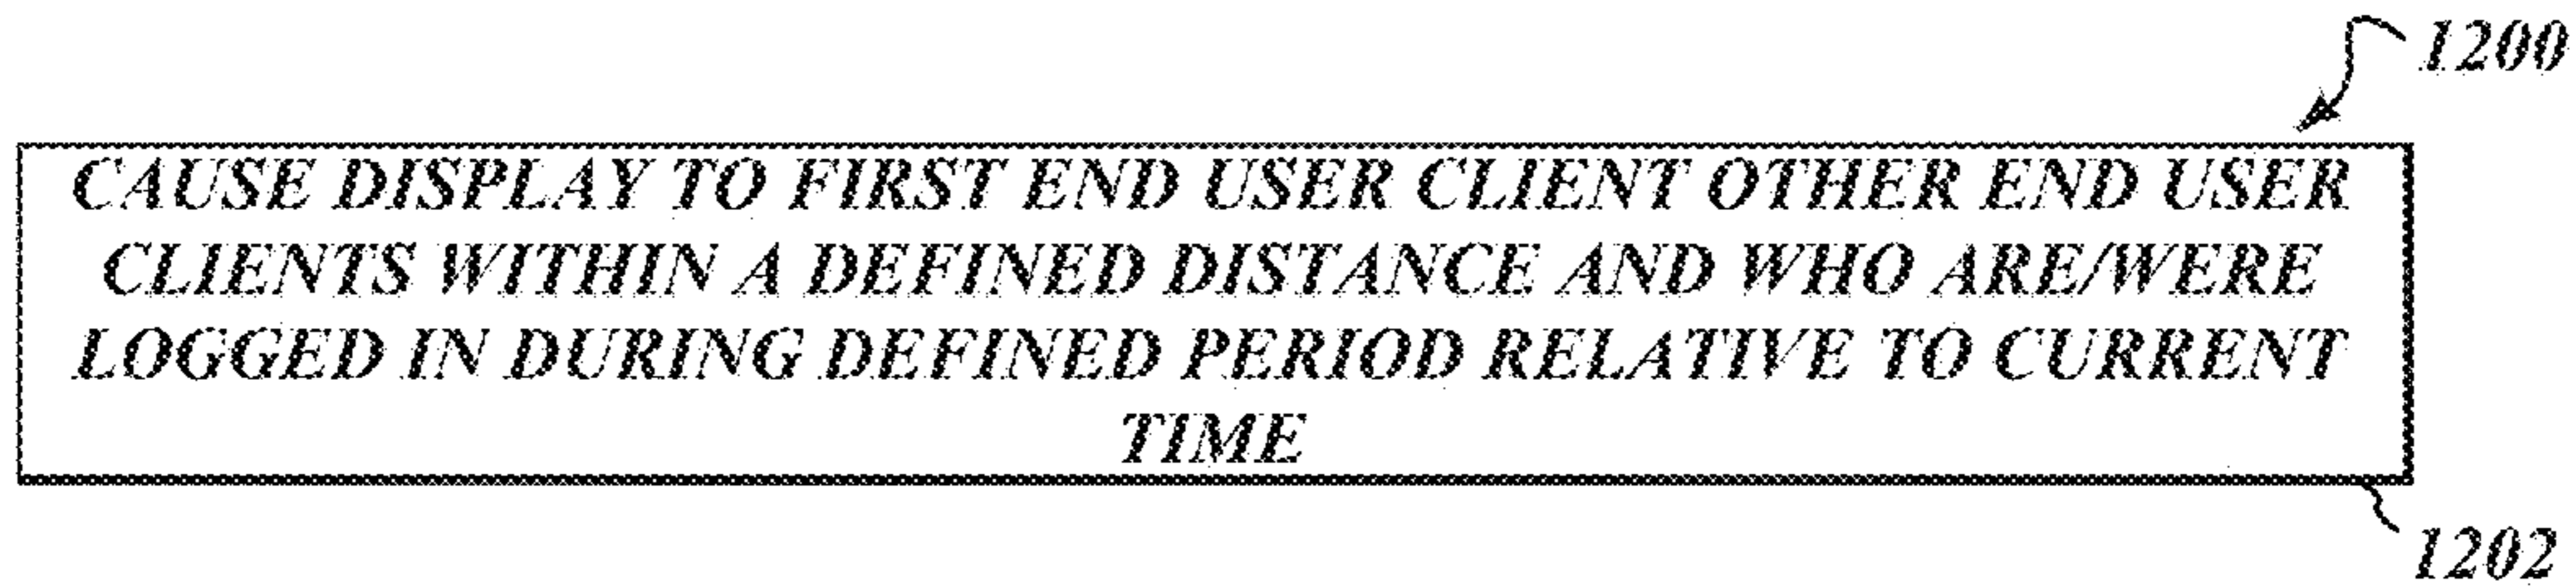 1200
CAUSE DISPLAY TO FIRST END USER CLIENT OTHER END USER
CLIENTS WITHIN A DEFINED DISTANCE AND WHO ARE/WERE
LOGGED IN DURING DEFINED PERIOD RELATIVE TO CURRENT
TIME
1202